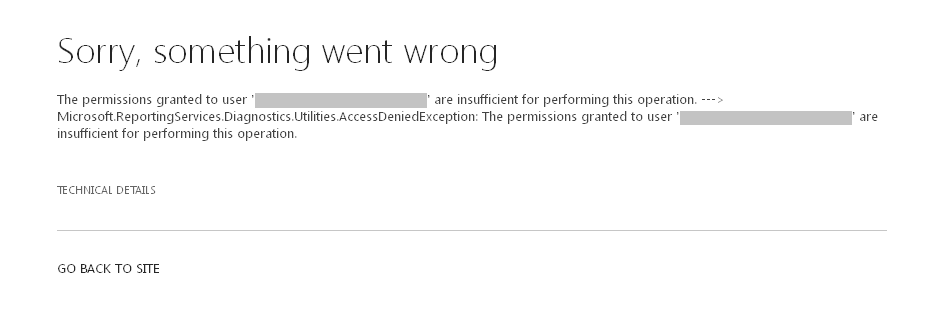 Sorry, something went wrong
The permissions granted to user '' are insufficient for performing this operation. --->
Microsoft.ReportingServices.Diagnostics.Utilities.AccessDeniedException: The permissions granted to user '' are
insufficient for performing this operation.
TECHNICAL DETAILS
GO BACK TO SITE